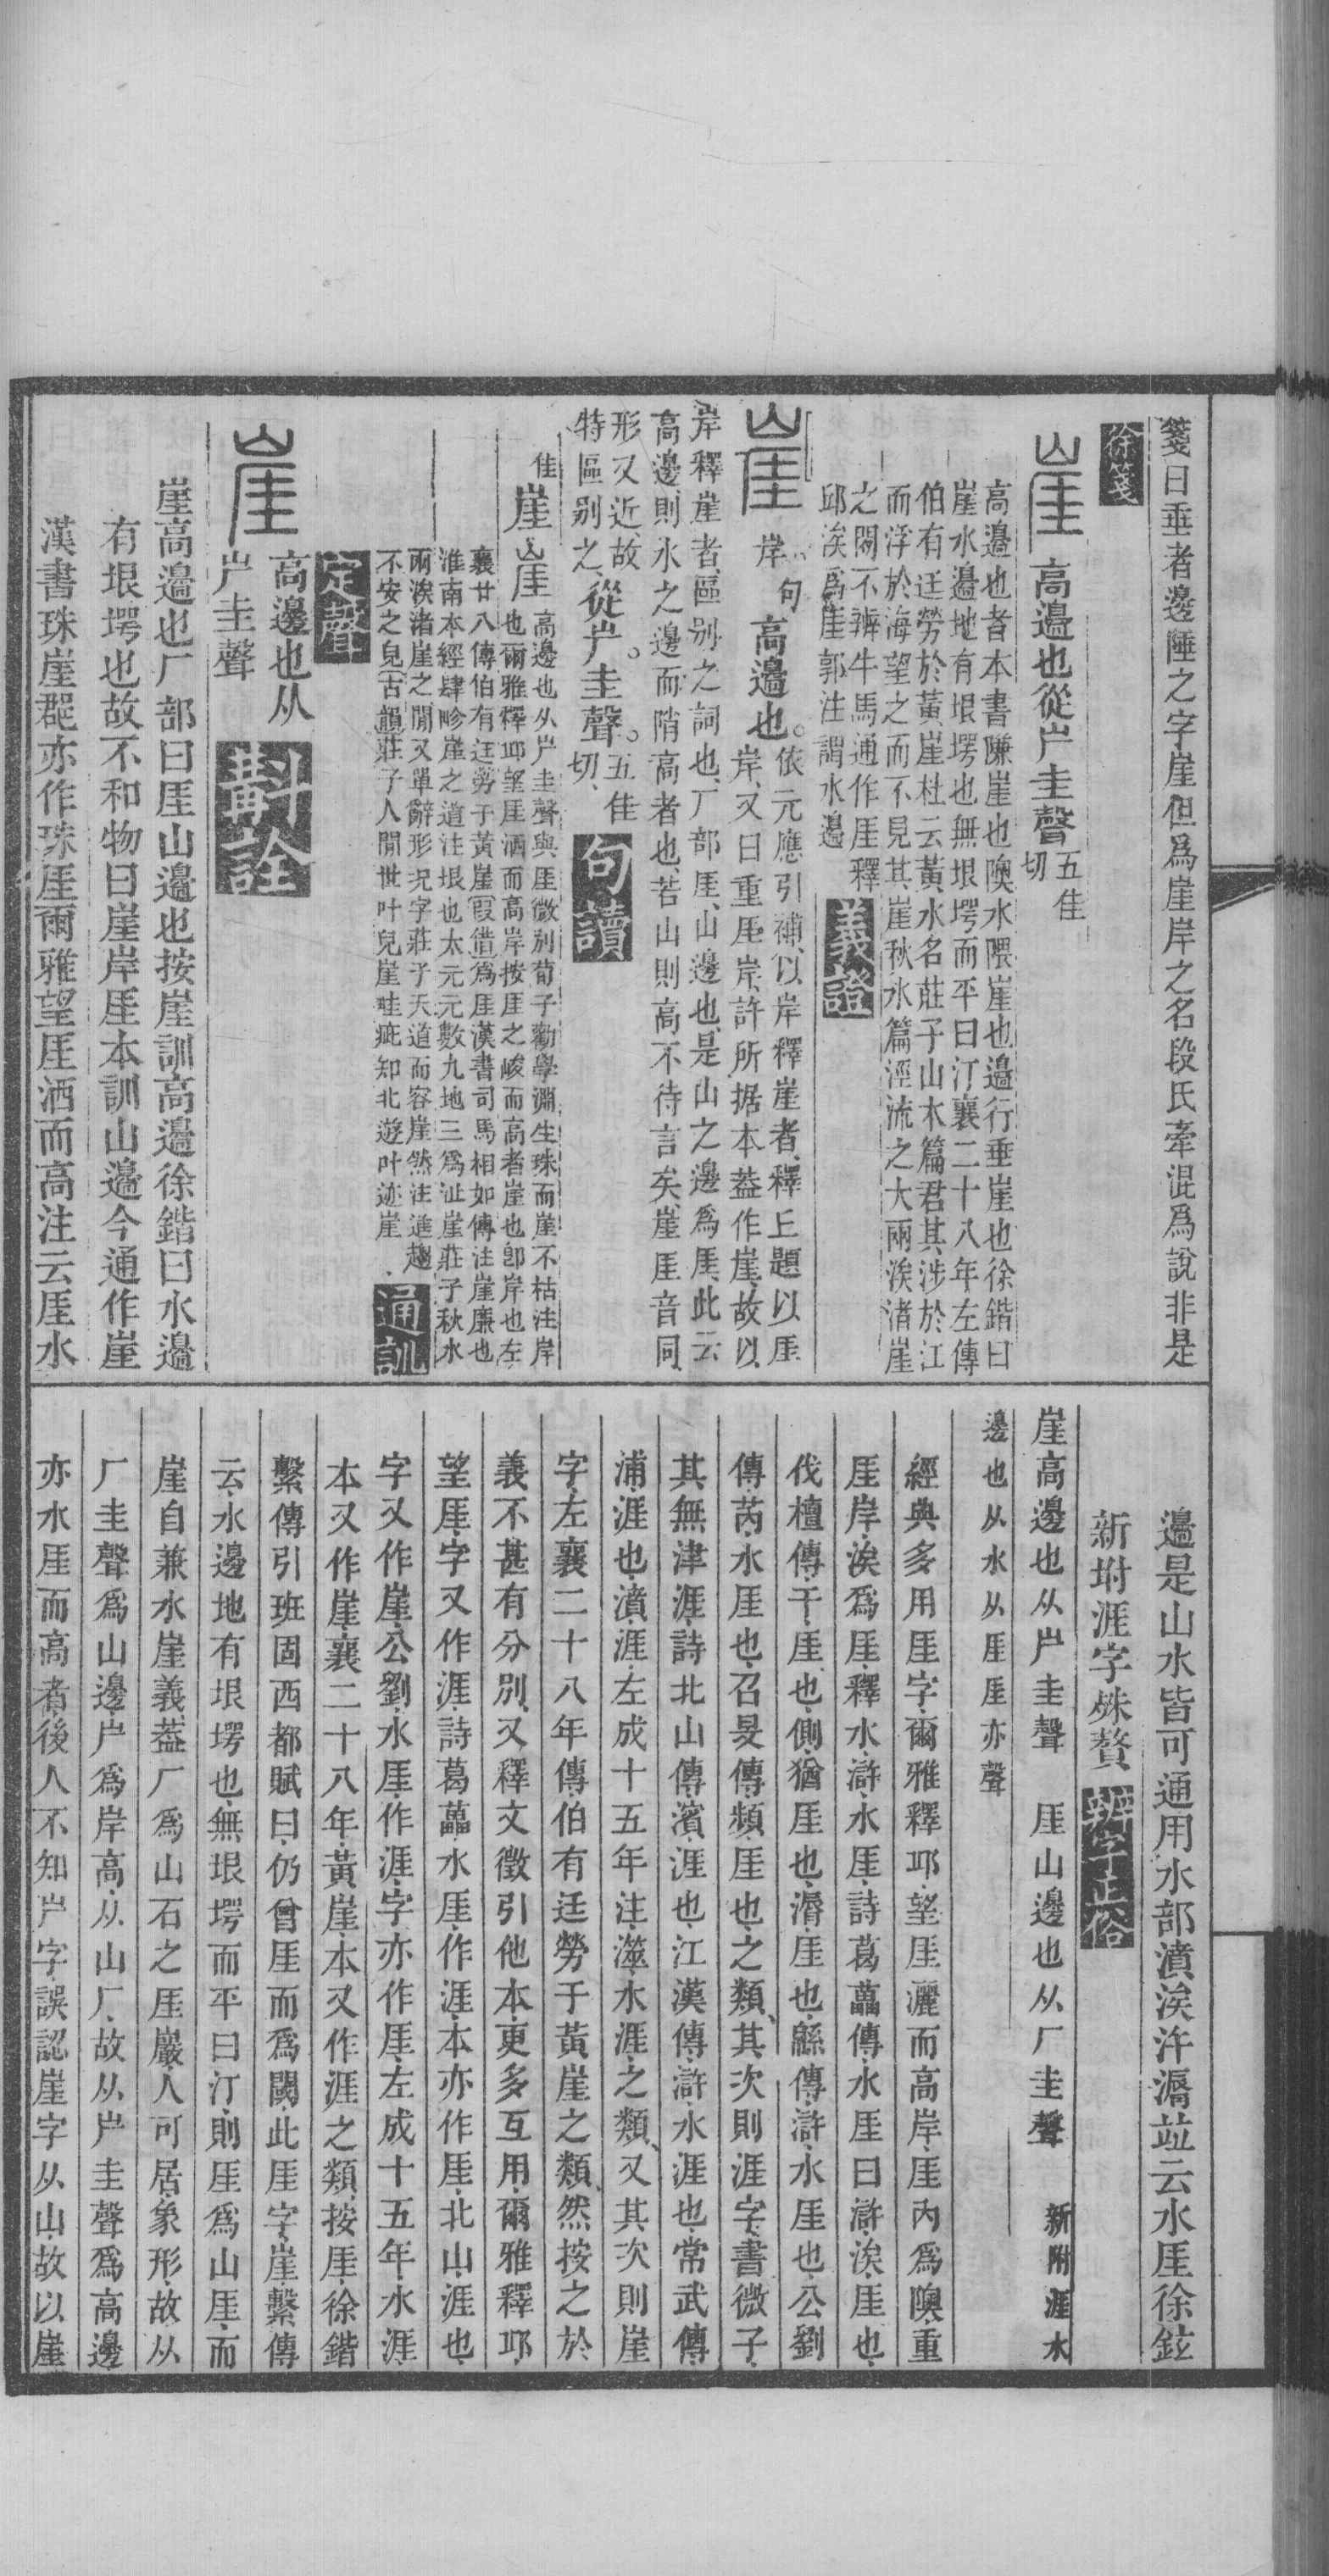 箋曰垂者邊陲之字崖但爲崖岸之名段氏牽混爲說非是
徐箋
崖 高邊也從屵圭聲五佳切
高邊也者本書隒崖也隩水隈崖也邊行垂崖也徐鍇曰
崖水邊地有垠堮也無垠堮而平曰汀襄二十八年左傳
伯有迋勞於黃崖杜云黃水名莊子山木篇君其涉於江
而浮於海望之而不見其崖秋水篇涇流之大兩涘渚崖
之閒不辨牛馬通作厓釋
邱涘爲厓郭注謂水邊
義證
崖 岸句高邊也。依元應引補、以岸釋崖者、釋丘題以厓
岸、又曰重厓岸、許所据本葢作崖、故以
岸釋崖者、區別之詞也、厂部厓、山邊也、是山之邊爲厓、此云
高邊則水之邊而陗高者也、若山則高不待言矣、崖厓音同、
形又近、故
特區別之、從屵。圭聲。五佳切、
句讀
佳
崖 崖 高邊也从屵圭聲與厓微別荀子勸學淵生珠而崖不枯注岸
也爾雅釋邱望厓洒而高岸按厓之峻而高者崖也卽岸也左
襄廿八傳伯有迋勞于黃崖叚借爲厓漢書司馬相如傳注崖廉也
淮南本經肆畛崖之道注垠也太元元數九地三爲沚崖莊子秋水
兩涘渚崖之閒又單辭形況字莊子天道而容崖然注進趨
不安之皃古韻莊子人閒世叶兒崖哇疵知北遊叶迹崖
通訓
定聲
崖 高邊也从
屵圭聲
斠詮
崖高邊也厂部曰厓山邊也按崖訓高邊徐鍇曰水邊
有垠堮也故不和物曰崖岸厓本訓山邊今通作崖
漢書珠崖郡亦作珠厓爾雅望厓洒而高注云厓水
邊是山水皆可通用水部濆涘汻漘竝云水厓徐鉉
新坿涯字殊贅
辨字正俗
崖高邊也从屵圭聲 厓山邊也从厂圭聲 新附涯水
邊也从水从厓厓亦聲
經典多用厓字、爾雅釋邱、望厓灑而高岸、厓內爲隩、重
厓岸、涘爲厓、釋水、滸水厓、詩葛藟傳、水厓曰滸、涘厓也、
伐檀傳、干、厓也、側、猶厓也、漘、厓也、緜傳、滸、水厓也、公劉
傳、芮、水厓也、召旻傳、頻、厓也、之類、其次則涯字、書微子、
其無津涯、詩北山傳、濱、涯也、江漢傳、滸、水涯也、常武傳、
浦、涯也、濆、涯、左成十五年注、澨、水涯、之類、又其次則崖
字、左襄二十八年傳、伯有迋勞于黃崖之類、然按之於
義、不甚有分別、又釋文徵引他本、更多互用、爾雅釋邱、
望厓、字又作涯、詩葛藟、水厓、作涯、本亦作厓、北山、涯也、
字又作崖、公劉、水厓、作涯、字亦作厓、左成十五年、水涯、
本又作崖、襄二十八年、黃崖、本又作涯之類、按厓、徐鍇
繫傳引班固西都賦曰、仍曾厓而爲闕、此厓字、崖、繫傳
云、水邊地有垠堮也、無垠堮而平曰汀、則厓爲山厓、而
崖自兼水崖義、葢厂爲山石之厓巖、人可居、象形、故从
厂圭聲爲山邊、屵爲岸高、从山厂、故从屵圭聲爲高邊、
亦水厓而高者、後人不知屵字、誤認崖字从山、故以崖